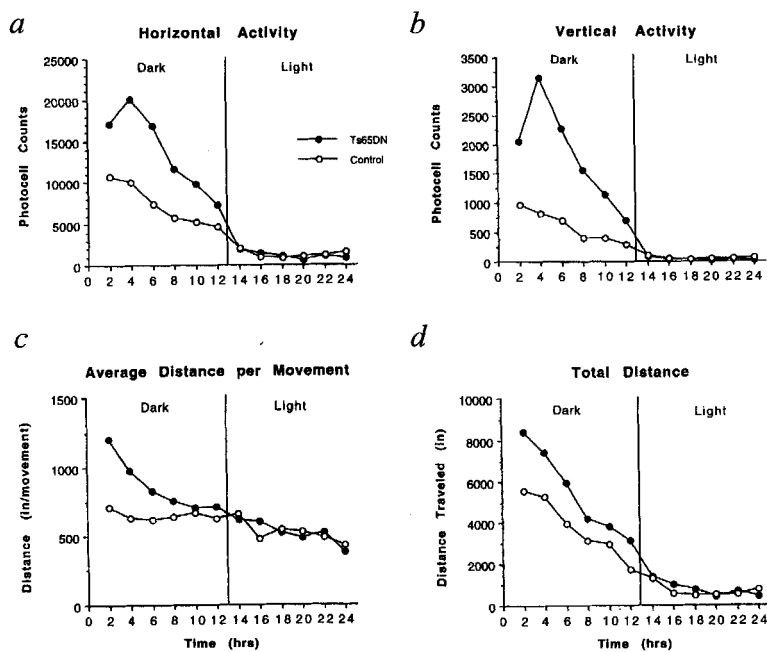 a
Horizontal Activity
Photocell Counts
25000
20000
15000
10000
5000
0
Dark
Light
Ts65DN
Control
0 2 4 6 8 10 12 14 16 18 20 22 24
b
Vertical Activity
Photocell Counts
3500
3000
2500
2000
1500
1000
500
0
Dark
Light
0 2 4 6 8 10 12 14 16 18 20 22 24
c
Average Distance per Movement
Distance (in/movement)
1500
1000
500
0
Dark
Light
0 2 4 6 8 10 12 14 16 18 20 22 24
Time (hrs)
d
Total Distance
Distance Traveled (in)
10000
8000
6000
4000
2000
0
Dark
Light
0 2 4 6 8 10 12 14 16 18 20 22 24
Time (hrs)